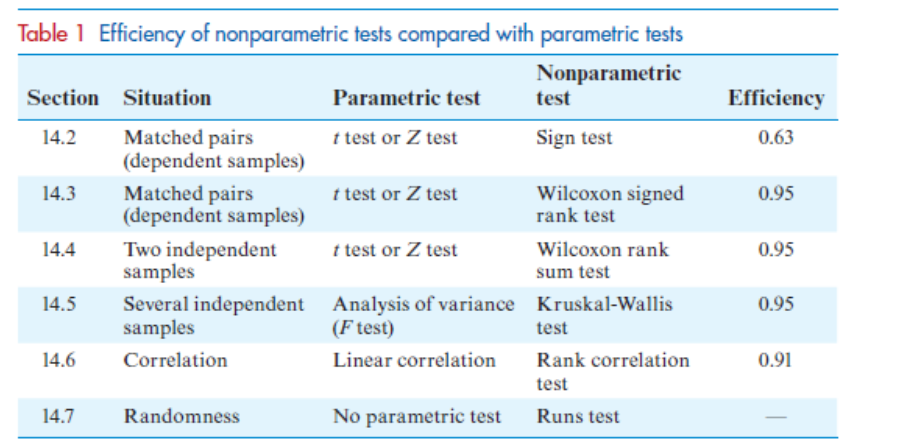 Table 1 Efficiency of nonparametric tests compared with parametric tests
Nonparametric
Section Situation Parametric test test Efficiency
14.2 Matched pairs t test or Z test Sign test 0.63
(dependent samples)
14.3 Matched pairs t test or Z test Wilcoxon signed 0.95
(dependent samples) rank test
14.4 Two independent t test or Z test Wilcoxon rank 0.95
samples sum test
14.5 Several independent Analysis of variance Kruskal-Wallis 0.95
samples (F test) test
14.6 Correlation Linear correlation Rank correlation 0.91
test
14.7 Randomness No parametric test Runs test —